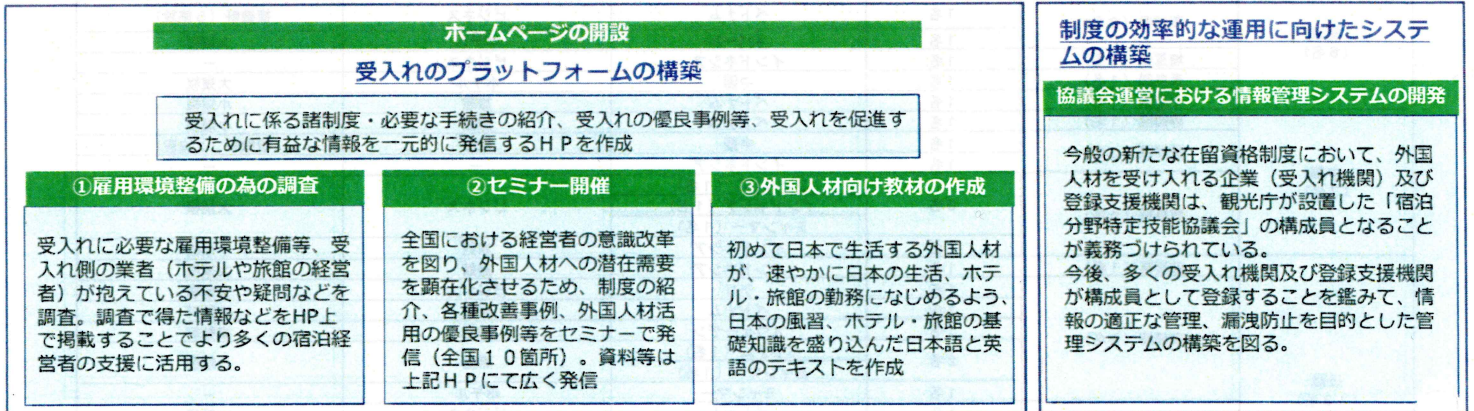 ホームページの開設
受入れのプラットフォームの構築
受入れに係る諸制度・必要な手続きの紹介、受入れの優良事例等、受入れを促進す
るために有益な情報を一元的に発信するＨＰを作成
①雇用環境整備の為の調査
受入れに必要な雇用環境整備等、受
入れ側の業者（ホテルや旅館の経営
者）が抱えている不安や疑問などを
調査。調査で得た情報などをHP上
で掲載することでより多くの宿泊経
営者の支援に活用する。
②セミナー開催
全国における経営者の意識改革
を図り、外国人材への潜在需要
を顕在化させるため、制度の紹
介、各種改善事例、外国人材活
用の優良事例等をセミナーで発
信（全国１０箇所）。資料等は
上記ＨＰにて広く発信
③外国人材向け教材の作成
初めて日本で生活する外国人材
が、速やかに日本の生活、ホテ
ル・旅館の勤務になじめるよう、
日本の風習、ホテル・旅館の基
礎知識を盛り込んだ日本語と英
語のテキストを作成
制度の効率的な運用に向けたシステ
ムの構築
協議会運営における情報管理システムの開発
今般の新たな在留資格制度において、外国
人材を受け入れる企業（受入れ機関）及び
登録支援機関は、観光庁が設置した「宿泊
分野特定技能協議会」の構成員となること
が義務づけられている。
今後、多くの受入れ機関及び登録支援機関
が構成員として登録することを鑑みて、情
報の適正な管理、漏洩防止を目的とした管
理システムの構築を図る。